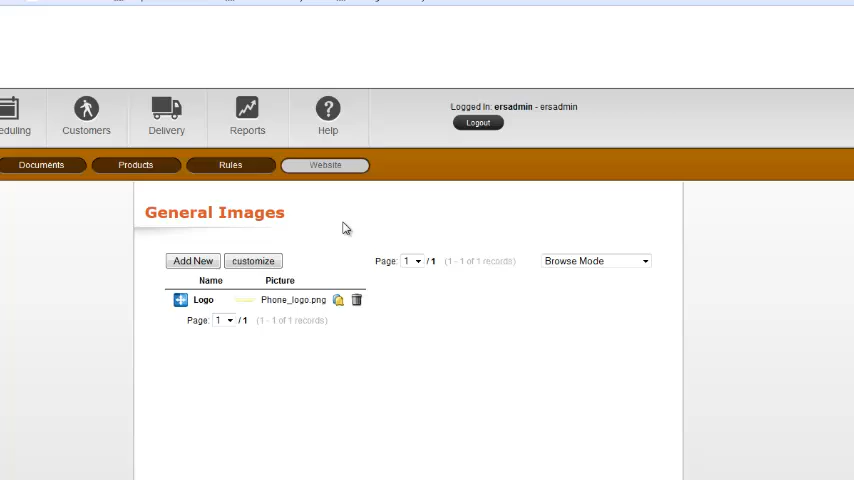 Logged In: ersadmin - ersadmin
Logout
eduling
Customers
Delivery
Reports
Help
Documents
Products
Rules
Website
General Images
Add New
customize
Page: 1 / 1 (1 - 1 of 1 records)
Browse Mode
Name
Picture
Logo
Phone_logo.png
Page: 1 / 1 (1 - 1 of 1 records)